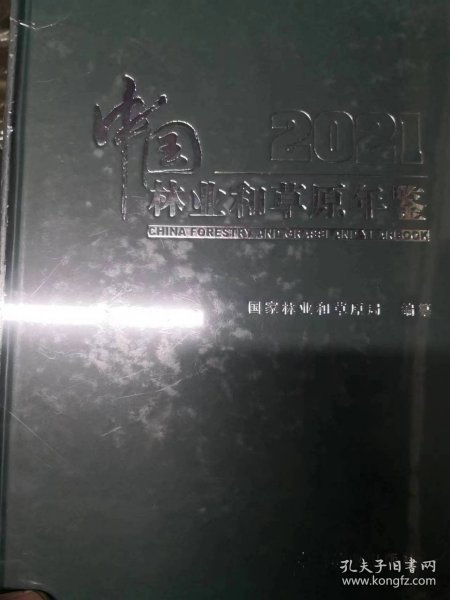 中国 2021
林业和草原年鉴
CHINA FORESTRY AND GRASSLAND YEARBOOK
国家林业和草原局 编
孔夫子旧书网
www.kongfz.com